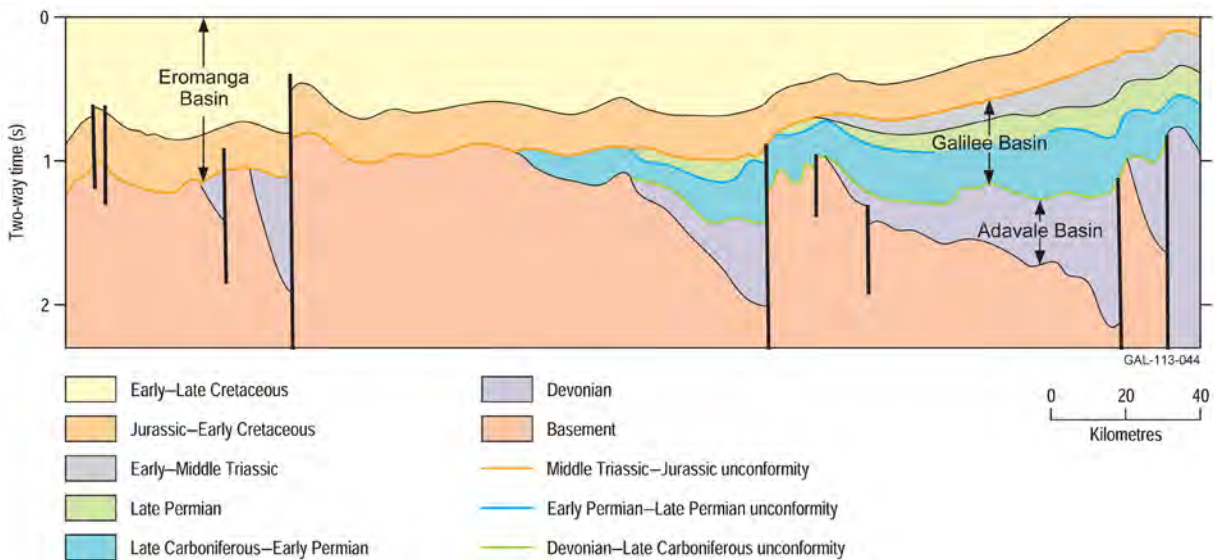 0
Eromanga
Basin
Two-way time (s)
1
Galilee Basin
Adavale Basin
2
GAL-113-044
Early–Late Cretaceous
Jurassic–Early Cretaceous
Early–Middle Triassic
Late Permian
Late Carboniferous–Early Permian
Devonian
Basement
Middle Triassic–Jurassic unconformity
Early Permian–Late Permian unconformity
Devonian–Late Carboniferous unconformity
0 20 40
Kilometres